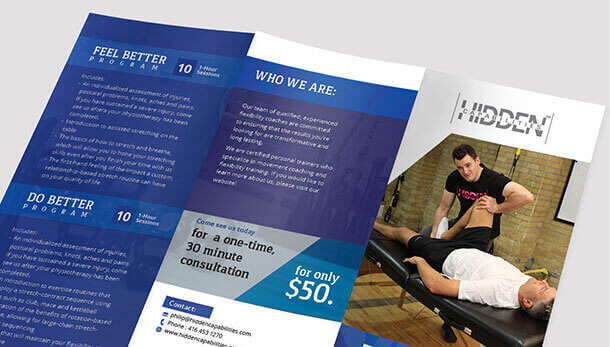 FEEL BETTER
PROGRAM
10 1-Hour
Sessions
Includes:
- An individualized assessment of injuries,
postural problems, knots, aches and pains.
If you have sustained a severe injury, come
see us after your physiotherapy has been
completed.
- Introduction to assisted stretching on the
table
- The basics of how to stretch and breathe,
which will allow you to hone your stretching
skills even after you finish your time with us
- The first-hand feeling of the impact a custom,
relationship-based stretch routine can have
on your quality of life
DO BETTER
PROGRAM
10 1-Hour
Sessions
Includes:
- An individualized assessment of injuries,
postural problems, knots, aches and pains.
If you have sustained a severe injury, come
see us after your physiotherapy has been
completed.
introduction to exercise routines that
ploy a stretch-contract sequence using
such as club, mace and kettlebell
ation of the benefits of tension-based
e, allowing for large-chain stretch-
sequencing
that will maintain your flexibility
WHO WE ARE:
Our team of qualified, experienced
flexibility coaches are committed
to ensuring that the results you're
looking for are transformative and
long lasting.
We are certified personal trainers who
specialize in movement coaching and
flexibility training. If you would like to
learn more about us, please visit our
website!
Come see us today
for a one-time,
30 minute
consultation
for only
$50.
Contact:
philip@hiddencapabilities.com
Phone : 416 453 1270
www.hiddencapabilities
HIDDEN
CAPABILITIES